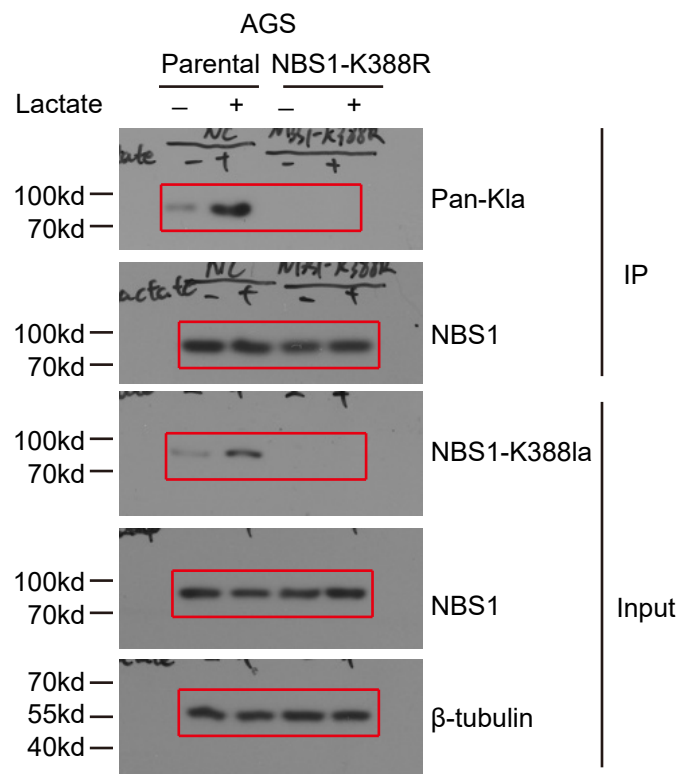 AGS
Parental NBS1-K388R
Lactate – + – +
NC NBS1-K388R
– + – +
100kd
70kd
Pan-Kla
IP
NC NBS1-K388R
actate – + – +
100kd
70kd
NBS1
100kd
70kd
NBS1-K388la
100kd
70kd
NBS1
Input
70kd
55kd
40kd
β-tubulin